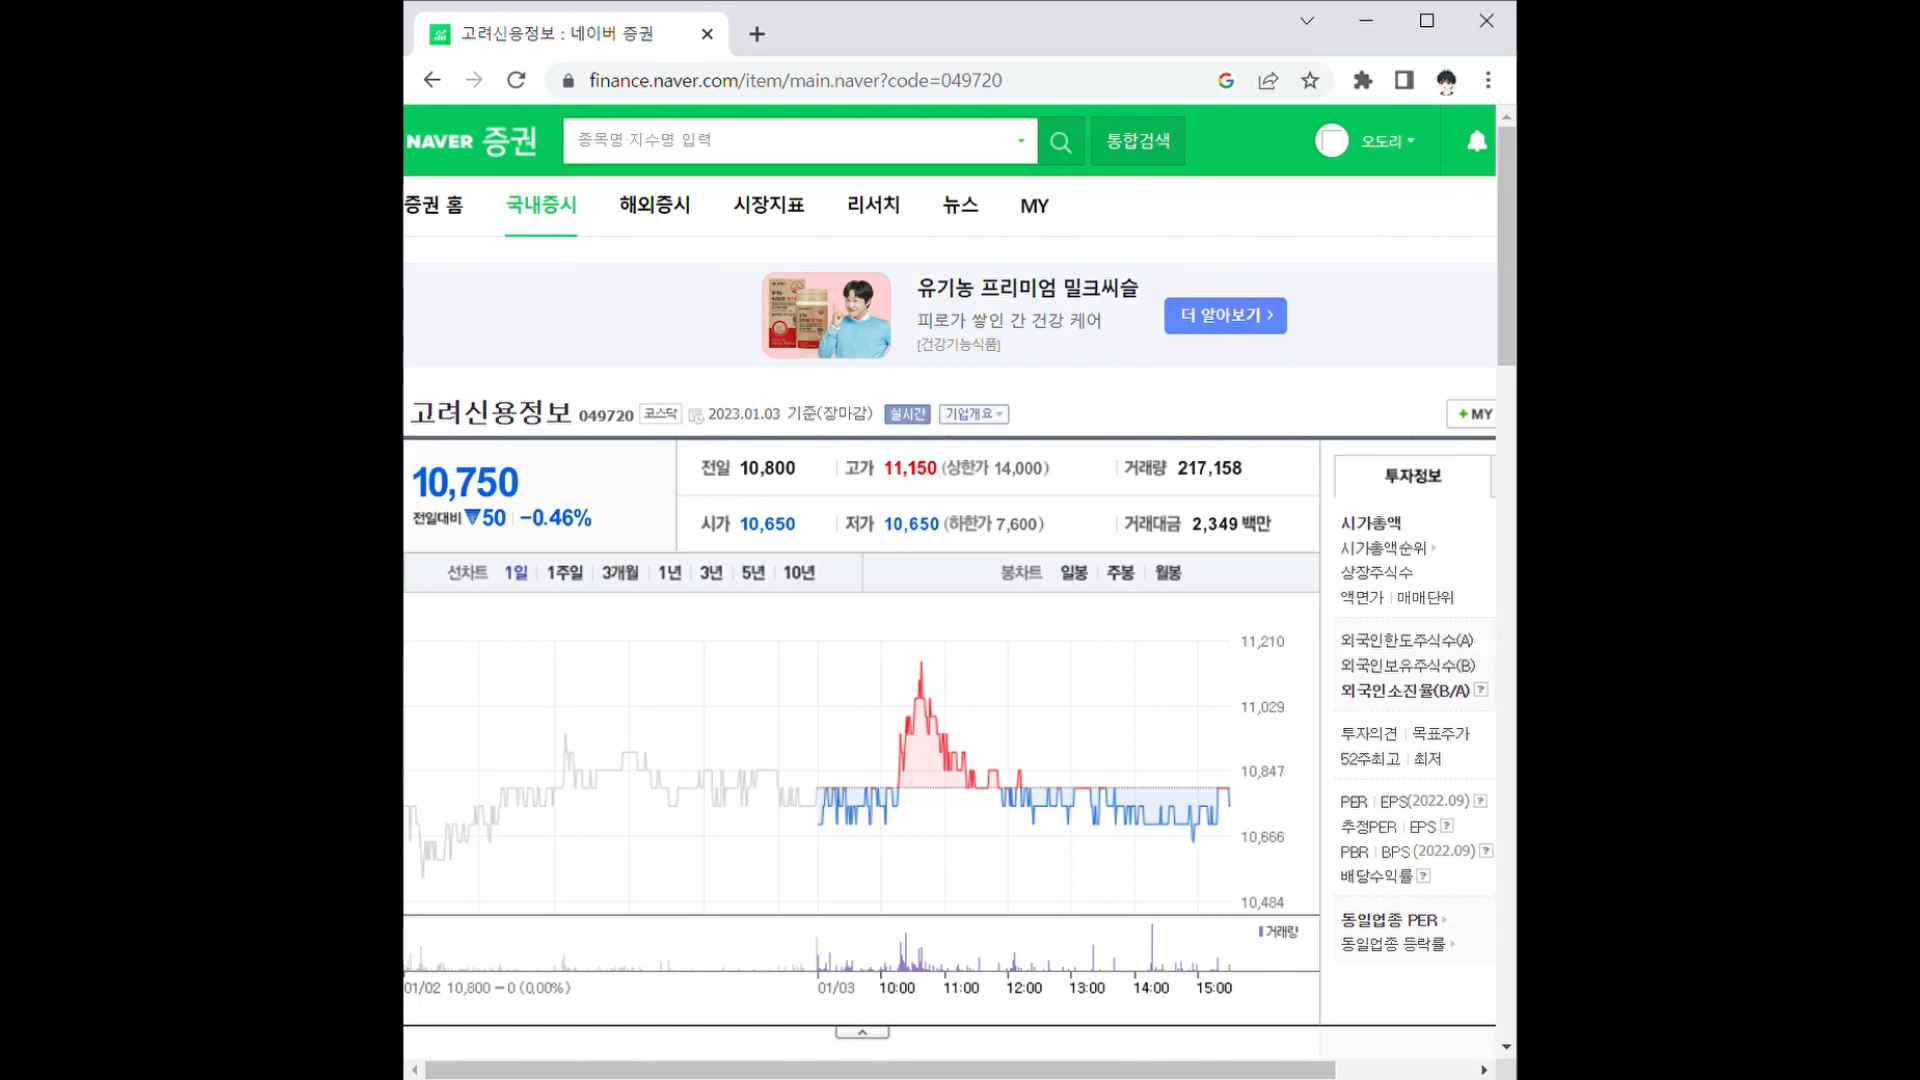 고려신용정보 : 네이버 증권
finance.naver.com/item/main.naver?code=049720
NAVER 증권
종목명·지수명 입력
통합검색
오도리
증권 홈 국내증시 해외증시 시장지표 리서치 뉴스 MY
유기농 프리미엄 밀크씨슬
피로가 쌓인 간 건강 케어
[건강기능식품]
더 알아보기 >
고려신용정보 049720 코스닥 2023.01.03 기준(장마감) 실시간 기업개요
+ MY
10,750
전일대비 ▼50 | -0.46%
전일 10,800 | 고가 11,150 (상한가 14,000) | 거래량 217,158
시가 10,650 | 저가 10,650 (하한가 7,600) | 거래대금 2,349 백만
선차트 1일 | 1주일 | 3개월 | 1년 | 3년 | 5년 | 10년
봉차트 일봉 | 주봉 | 월봉
11,210
11,029
10,847
10,666
10,484
거래량
01/02 10,800 - 0 (0.00%)
01/03 10:00 11:00 12:00 13:00 14:00 15:00
투자정보
시가총액
시가총액순위
상장주식수
액면가 | 매매단위
외국인한도주식수(A)
외국인보유주식수(B)
외국인소진율(B/A) ?
투자의견 | 목표주가
52주최고 | 최저
PER | EPS(2022.09) ?
추정PER | EPS ?
PBR | BPS (2022.09) ?
배당수익률 ?
동일업종 PER
동일업종 등락률